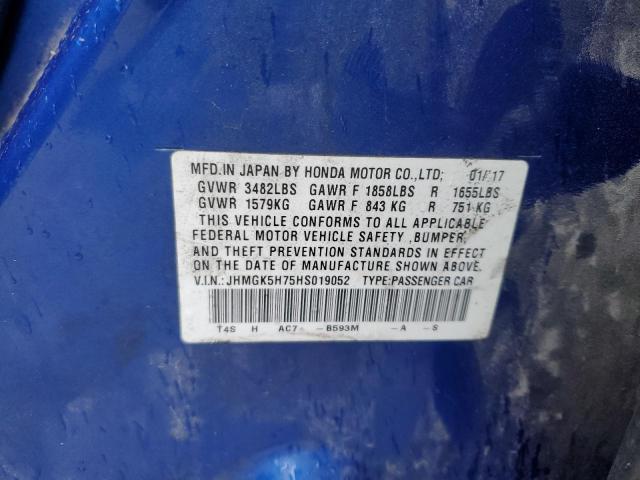 MFD.IN JAPAN BY HONDA MOTOR CO.,LTD; 01/17
GVWR 3482LBS GAWR F 1858LBS R 1655LBS
GVWR 1579KG GAWR F 843 KG R 751 KG
THIS VEHICLE CONFORMS TO ALL APPLICABLE
FEDERAL MOTOR VEHICLE SAFETY ,BUMPER,
AND THEFT PREVENTION STANDARDS IN EFFECT
ON THE DATE OF MANUFACTURE SHOWN ABOVE.
V.I.N.: JHMGK5H75HS019052 TYPE:PASSENGER CAR
T4S H AC7 –B593M –A –S